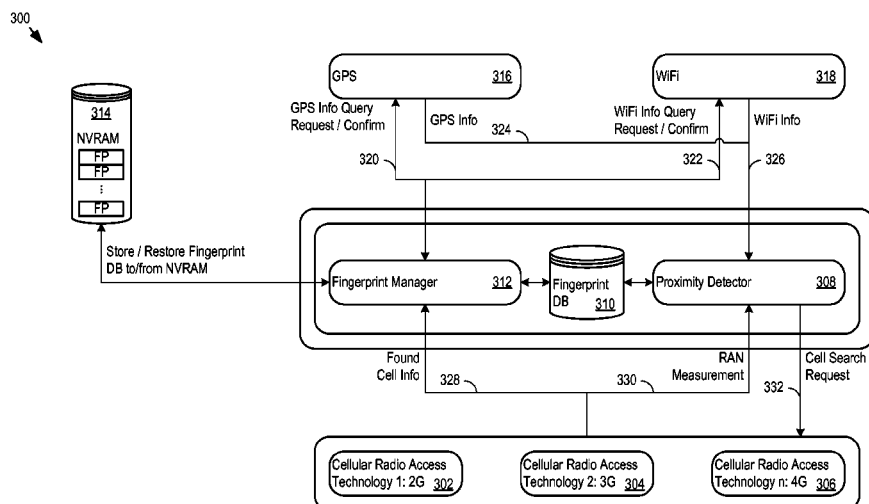 300
314
NVRAM
FP
FP
⋮
FP
GPS 316
WiFi 318
GPS Info Query
Request / Confirm
GPS Info
324
WiFi Info Query
Request / Confirm
WiFi Info
320
322
326
Store / Restore Fingerprint
DB to/from NVRAM
Fingerprint Manager 312
Fingerprint
DB
310
Proximity Detector 308
Found
Cell Info
328
330
RAN
Measurement
Cell Search
Request
332
Cellular Radio Access
Technology 1: 2G 302
Cellular Radio Access
Technology 2: 3G 304
Cellular Radio Access
Technology n: 4G 306